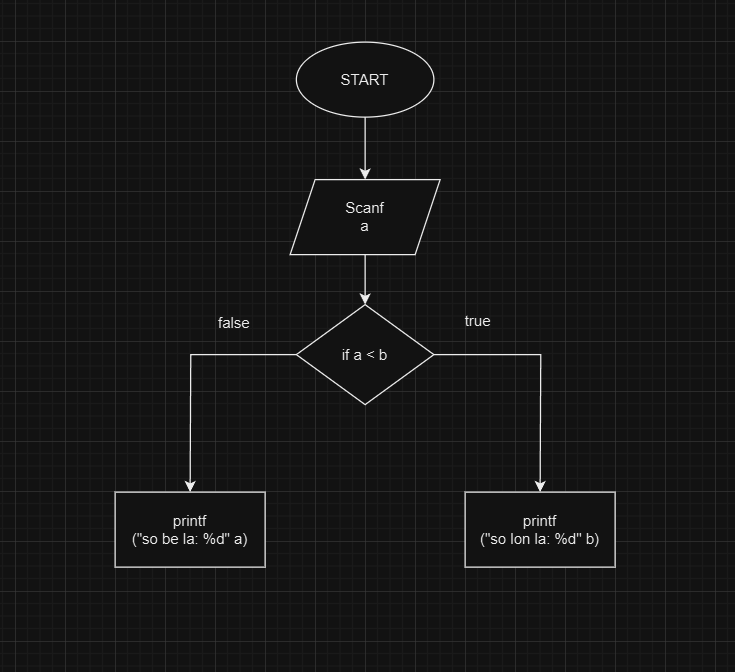 START
Scanf
a
false
true
if a < b
printf
("so be la: %d" a)
printf
("so lon la: %d" b)